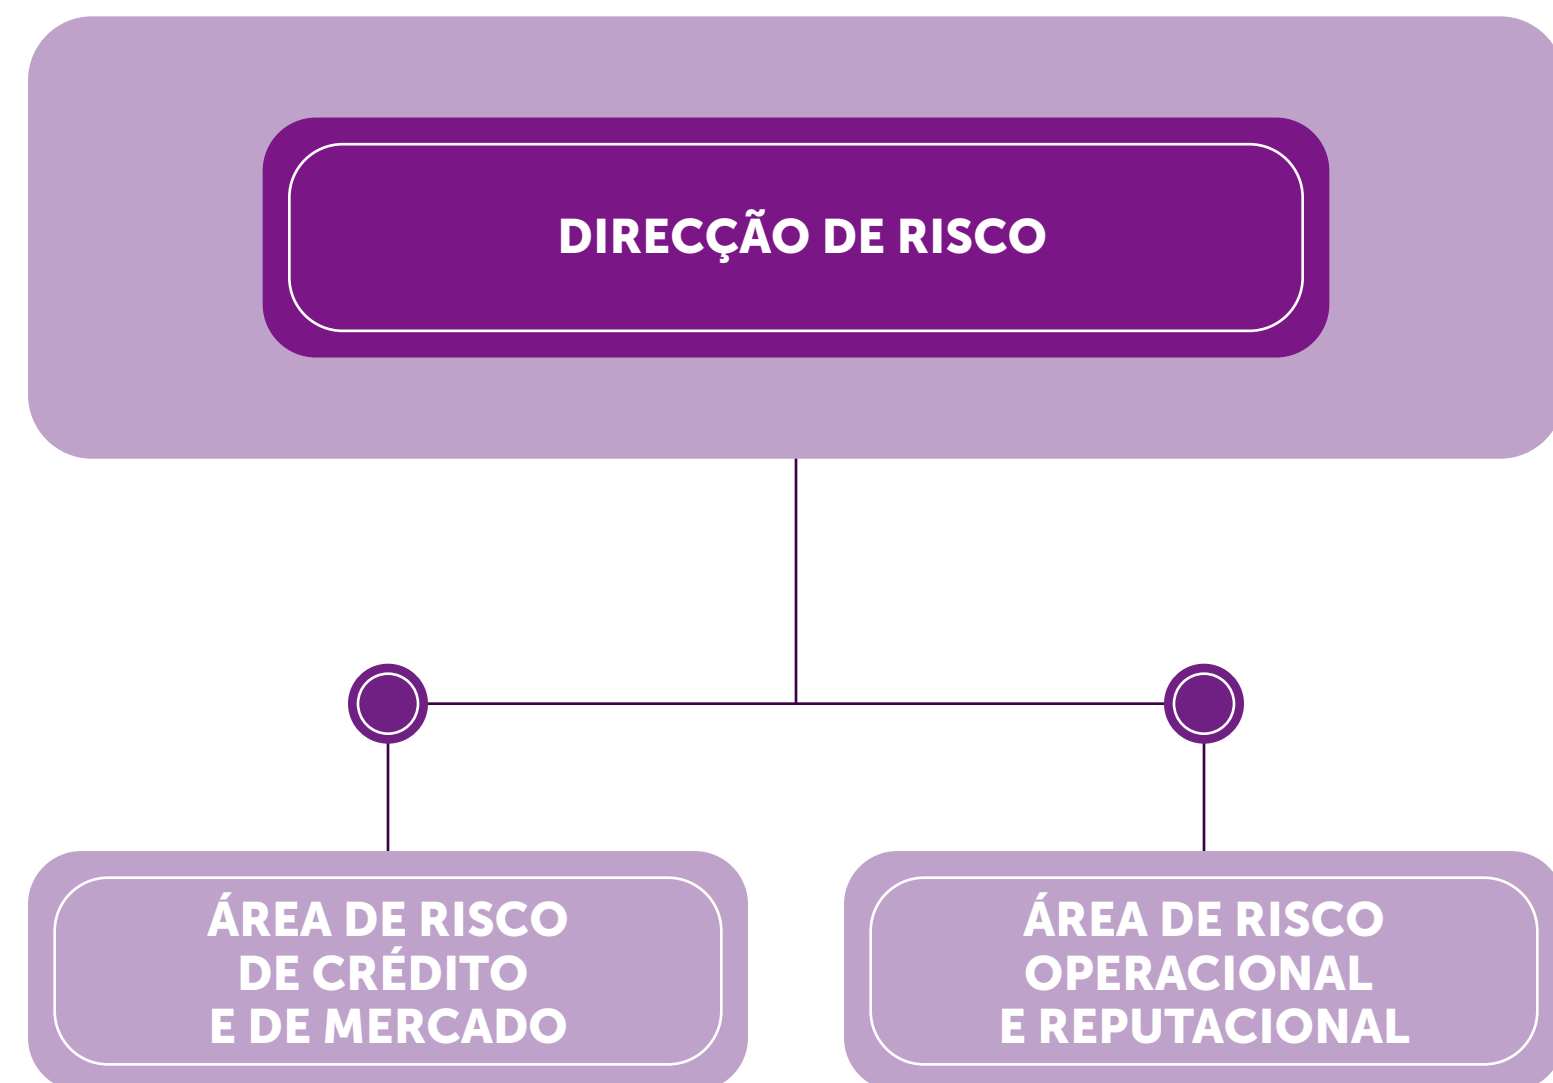 DIRECÇÃO DE RISCO
ÁREA DE RISCO
DE CRÉDITO
E DE MERCADO
ÁREA DE RISCO
OPERACIONAL
E REPUTACIONAL